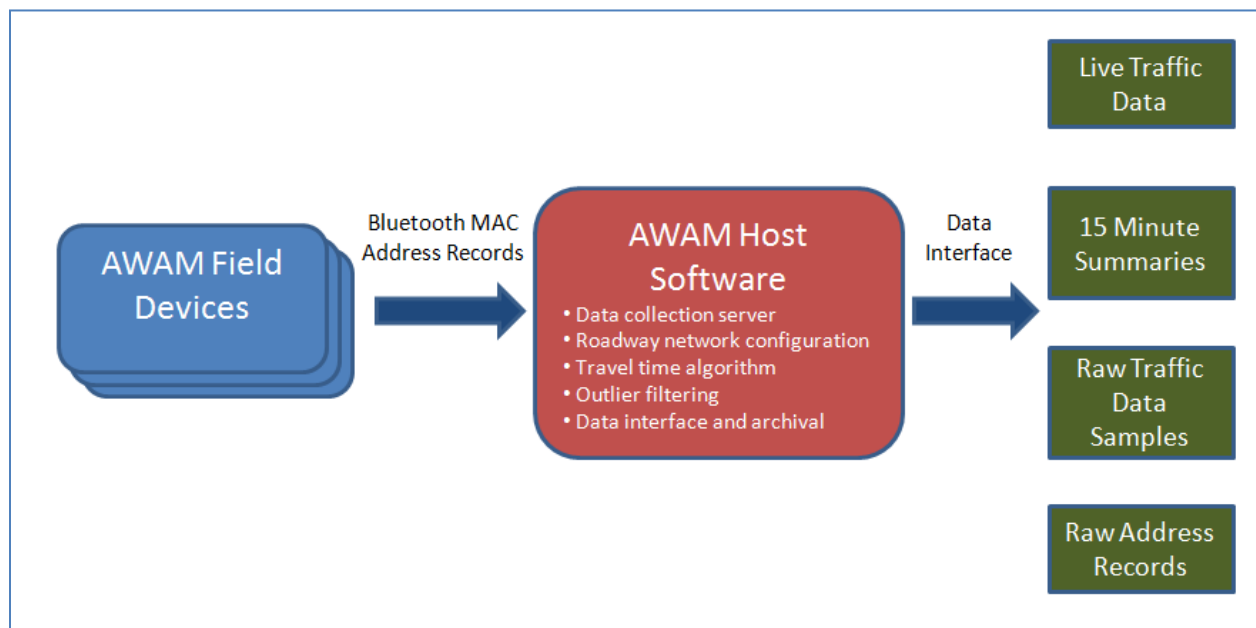 AWAM Field
Devices
Bluetooth MAC
Address Records
AWAM Host
Software
• Data collection server
• Roadway network configuration
• Travel time algorithm
• Outlier filtering
• Data interface and archival
Data
Interface
Live Traffic
Data
15 Minute
Summaries
Raw Traffic
Data
Samples
Raw Address
Records